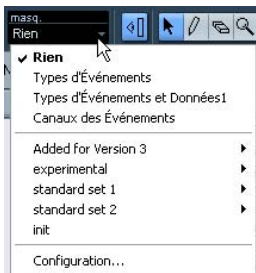 masq.
Rien
Rien
Types d'Événements
Types d'Événements et Données1
Canaux des Événements
Added for Version 3
experimental
standard set 1
standard set 2
init
Configuration...